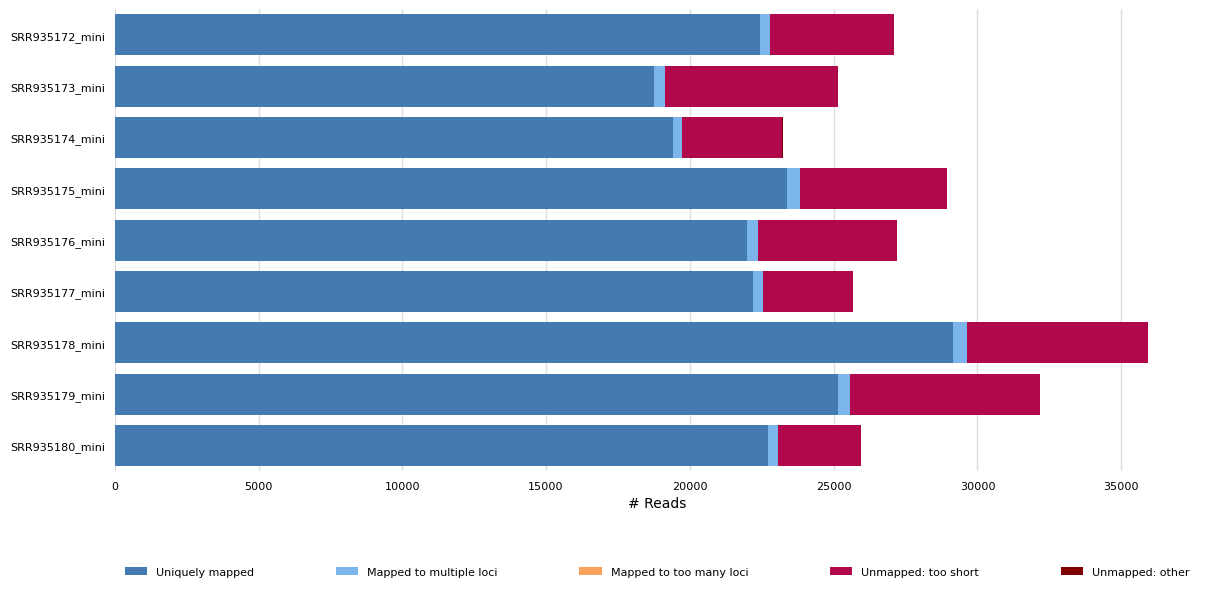 SRR935172_mini
SRR935173_mini
SRR935174_mini
SRR935175_mini
SRR935176_mini
SRR935177_mini
SRR935178_mini
SRR935179_mini
SRR935180_mini
0 5000 10000 15000 20000 25000 30000 35000
# Reads
Uniquely mapped Mapped to multiple loci Mapped to too many loci Unmapped: too short Unmapped: other